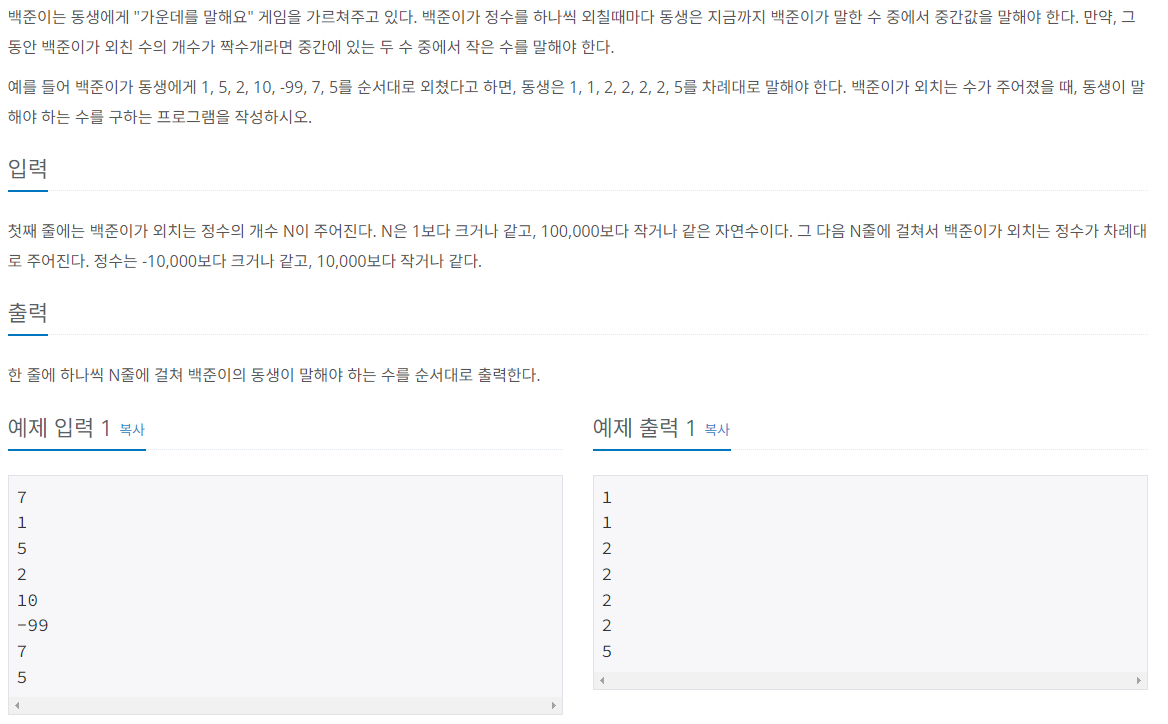 백준이는 동생에게 "가운데를 말해요" 게임을 가르쳐주고 있다. 백준이가 정수를 하나씩 외칠때마다 동생은 지금까지 백준이가 말한 수 중에서 중간값을 말해야 한다. 만약, 그
동안 백준이가 외친 수의 개수가 짝수개라면 중간에 있는 두 수 중에서 작은 수를 말해야 한다.
예를 들어 백준이가 동생에게 1, 5, 2, 10, -99, 7, 5를 순서대로 외쳤다고 하면, 동생은 1, 1, 2, 2, 2, 2, 5를 차례대로 말해야 한다. 백준이가 외치는 수가 주어졌을 때, 동생이 말
해야 하는 수를 구하는 프로그램을 작성하시오.
입력
첫째 줄에는 백준이가 외치는 정수의 개수 N이 주어진다. N은 1보다 크거나 같고, 100,000보다 작거나 같은 자연수이다. 그 다음 N줄에 걸쳐서 백준이가 외치는 정수가 차례대
로 주어진다. 정수는 -10,000보다 크거나 같고, 10,000보다 작거나 같다.
출력
한 줄에 하나씩 N줄에 걸쳐 백준이의 동생이 말해야 하는 수를 순서대로 출력한다.
예제 입력 1 복사
7
1
5
2
10
-99
7
5
예제 출력 1 복사
1
1
2
2
2
2
5